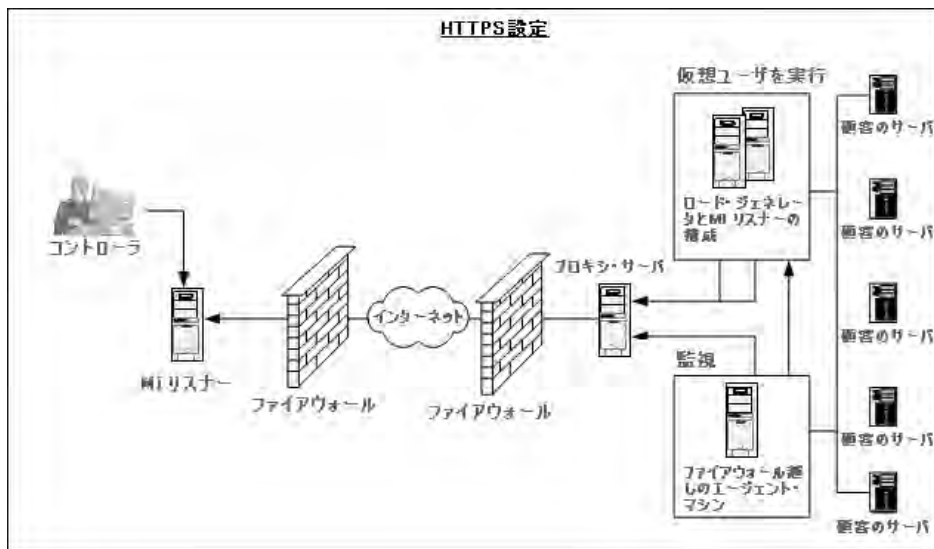 HTTPS設定
仮想ユーザを実行
顧客のサーバ
ロード・ジェネレー
タとMI リスナーの
構成
顧客のサーバ
コントローラ
プロキシ・サーバ
インターネット
顧客のサーバ
MI リスナー
ファイアウォール
ファイアウォール
監視
顧客のサーバ
ファイアウォール越
しのエージェント・
マシン
顧客のサーバ